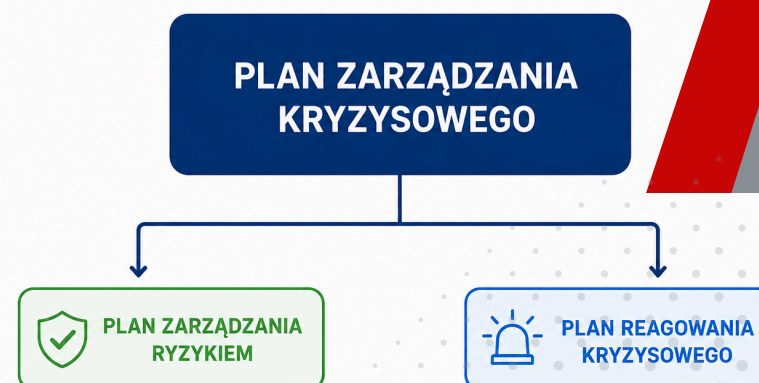 PLAN ZARZĄDZANIA
KRYZYSOWEGO
PLAN ZARZĄDZANIA
RYZYKIEM
PLAN REAGOWANIA
KRYZYSOWEGO